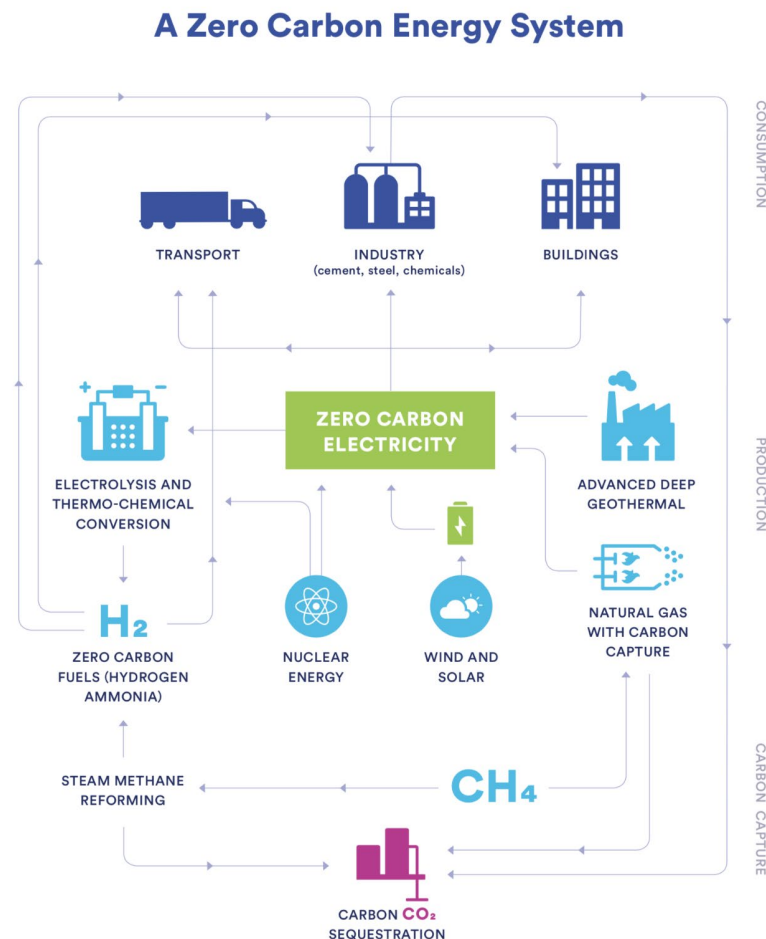 A Zero Carbon Energy System
CONSUMPTION
TRANSPORT
INDUSTRY
(cement, steel, chemicals)
BUILDINGS
+ −
ZERO CARBON
ELECTRICITY
ELECTROLYSIS AND
THERMO-CHEMICAL
CONVERSION
ADVANCED DEEP
GEOTHERMAL
PRODUCTION
H₂
ZERO CARBON
FUELS (HYDROGEN
AMMONIA)
NUCLEAR
ENERGY
WIND AND
SOLAR
NATURAL GAS
WITH CARBON
CAPTURE
STEAM METHANE
REFORMING
CH₄
CARBON CAPTURE
CARBON CO₂
SEQUESTRATION